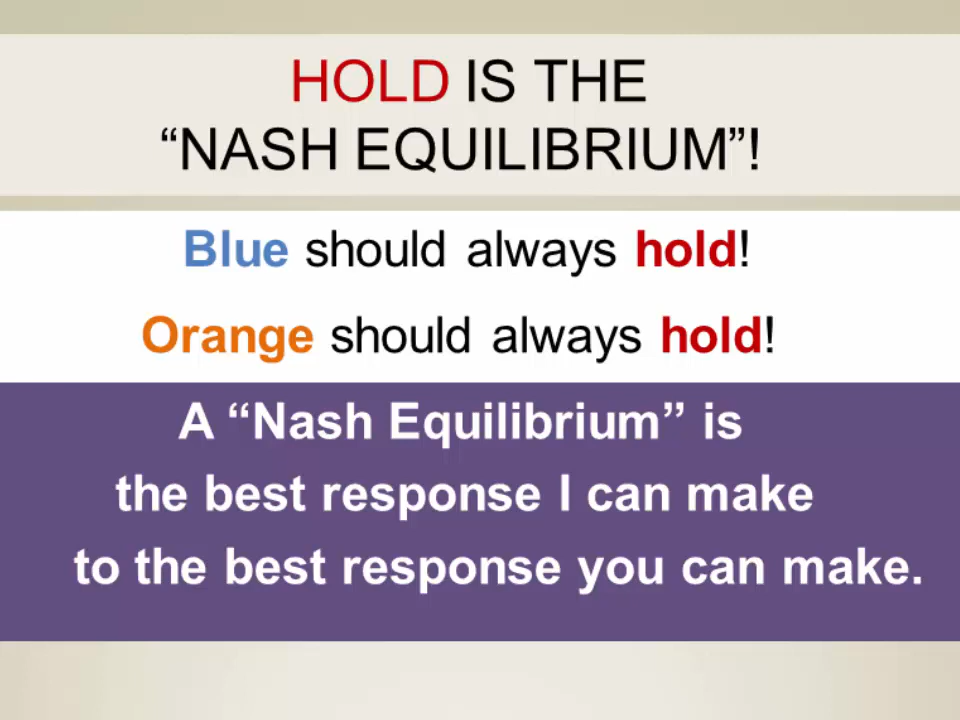 HOLD IS THE
“NASH EQUILIBRIUM”!
Blue should always hold!
Orange should always hold!
A “Nash Equilibrium” is
the best response I can make
to the best response you can make.